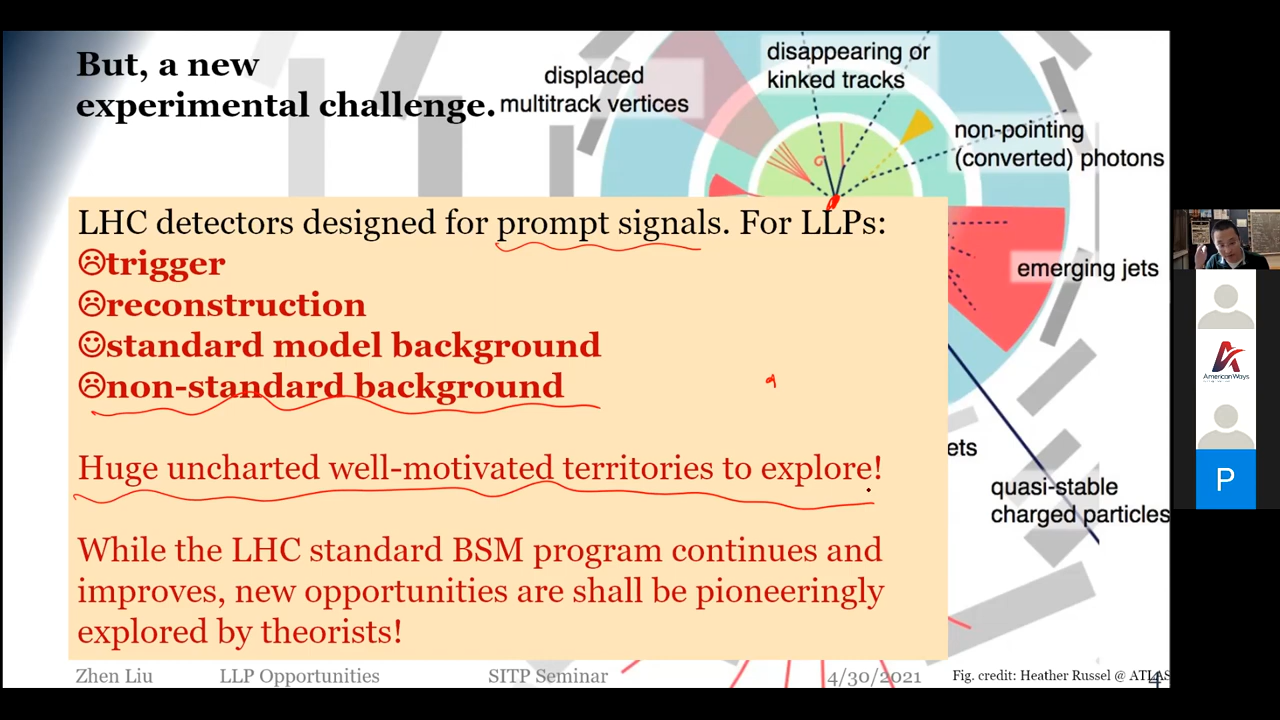 But, a new
experimental challenge.
displaced
multitrack vertices
disappearing or
kinked tracks
non-pointing
(converted) photons
LHC detectors designed for prompt signals. For LLPs:
☹trigger
☹reconstruction
☺standard model background
☹non-standard background
emerging jets
Huge uncharted well-motivated territories to explore!
ets
quasi-stable
charged particles
While the LHC standard BSM program continues and
improves, new opportunities are shall be pioneeringly
explored by theorists!
Zhen Liu LLP Opportunities SITP Seminar 4/30/2021 Fig. credit: Heather Russel @ ATLAS 4
AmericanWays
P